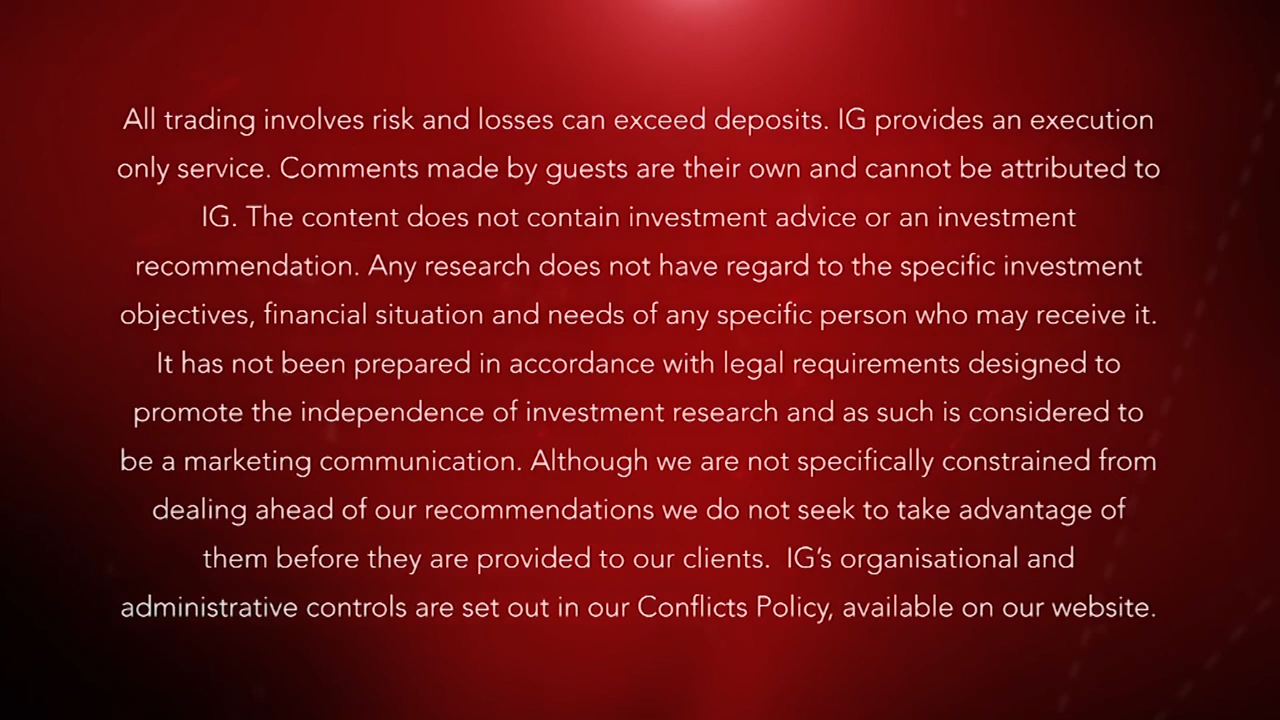 All trading involves risk and losses can exceed deposits. IG provides an execution
only service. Comments made by guests are their own and cannot be attributed to
IG. The content does not contain investment advice or an investment
recommendation. Any research does not have regard to the specific investment
objectives, financial situation and needs of any specific person who may receive it.
It has not been prepared in accordance with legal requirements designed to
promote the independence of investment research and as such is considered to
be a marketing communication. Although we are not specifically constrained from
dealing ahead of our recommendations we do not seek to take advantage of
them before they are provided to our clients.  IG’s organisational and
administrative controls are set out in our Conflicts Policy, available on our website.